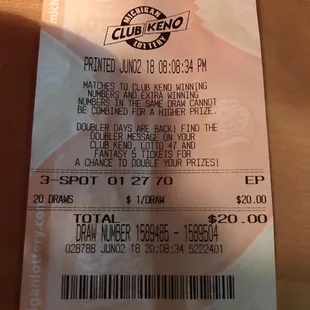 MICHIGAN
CLUB KENO
LOTTERY
PRINTED JUN02 18 08:08:34 PM
MATCHES TO CLUB KENO WINNING
NUMBERS AND EXTRA WINNING
NUMBERS IN THE SAME DRAW CANNOT
BE COMBINED FOR A HIGHER PRIZE.
DOUBLER DAYS ARE BACK! FIND THE
DOUBLER MESSAGE ON YOUR
CLUB KENO, LOTTO 47 AND
FANTASY 5 TICKETS FOR
A CHANCE TO DOUBLE YOUR PRIZES!
3-SPOT 01 27 70 EP
20 DRAWS $ 1/DRAW $20.00
TOTAL $20.00
DRAW NUMBER 1589485 - 1589504
028788 JUN02 18 20:08:34 5222401
ganlottery.com